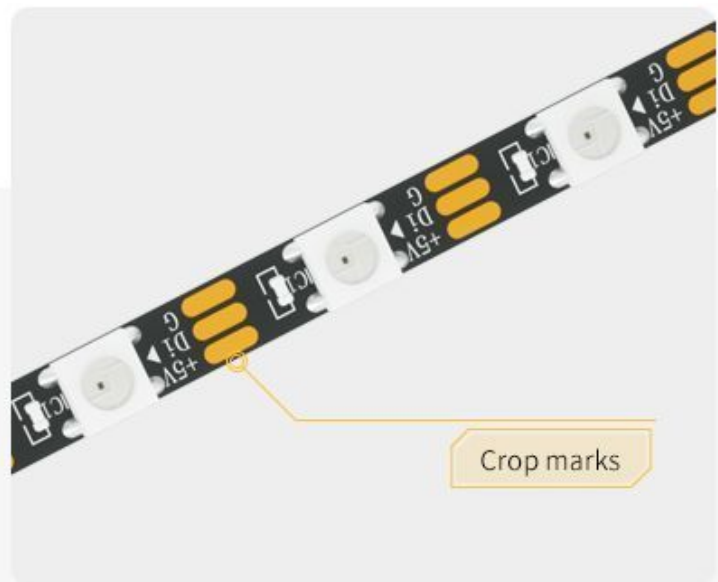 G
Di
+5V
IC1
G
Di
+5V
IC1
G
Di
+5V
IC1
Crop marks